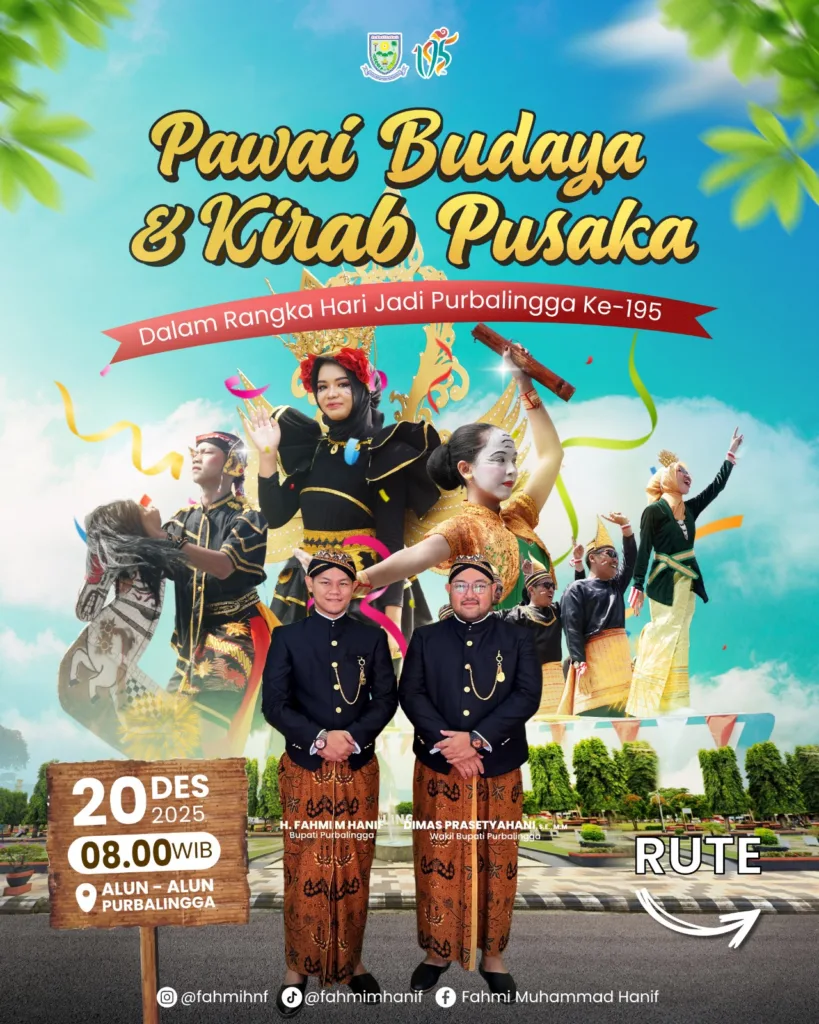 195
Pawai Budaya
& Kirab Pusaka
Dalam Rangka Hari Jadi Purbalingga Ke-195
20 DES
2025
08.00 WIB
ALUN - ALUN
PURBALINGGA
H. FAHMI M HANIF
Bupati Purbalingga
DIMAS PRASETYAHANI S.E., M.M
Wakil Bupati Purbalingga
RUTE
@fahmihnf @fahmimhanif Fahmi Muhammad Hanif